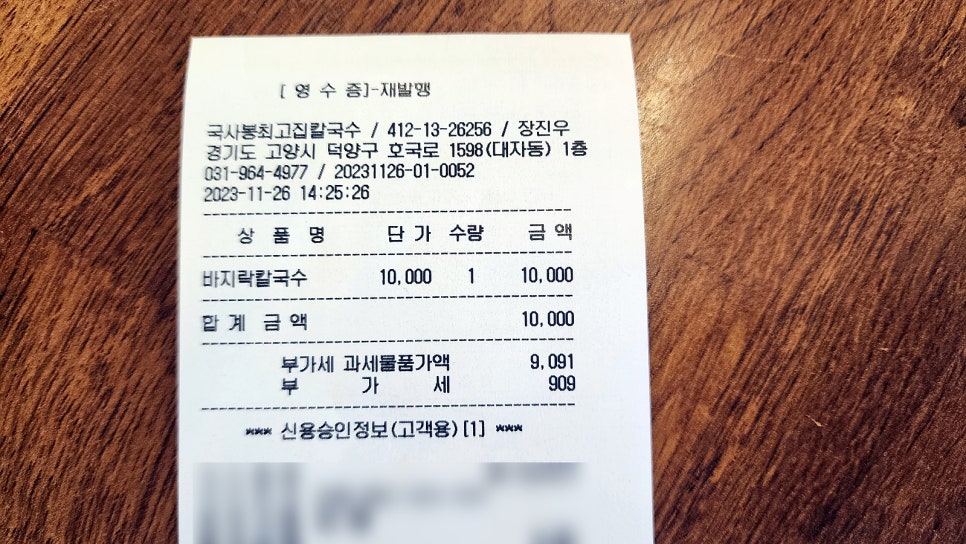 [ 영 수 증]-재발행
국사봉최고집칼국수 / 412-13-26256 / 장진우
경기도 고양시 덕양구 호국로 1598(대자동) 1층
031-964-4977 / 20231126-01-0052
2023-11-26 14:25:26
상 품 명 단 가 수량 금 액
바지락칼국수 10,000 1 10,000
합 계 금 액 10,000
부가세 과세물품가액 9,091
부 가 세 909
*** 신용승인정보(고객용)[1] ***